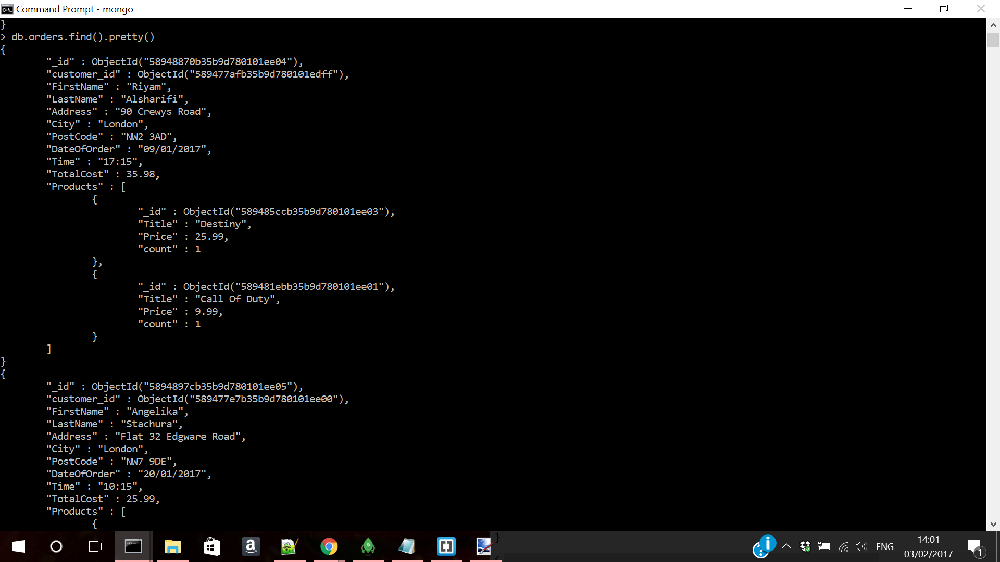 Command Prompt - mongo
}
> db.orders.find().pretty()
{
"_id" : ObjectId("58948870b35b9d780101ee04"),
"customer_id" : ObjectId("589477afb35b9d780101edff"),
"FirstName" : "Riyam",
"LastName" : "Alsharifi",
"Address" : "90 Crewys Road",
"City" : "London",
"PostCode" : "NW2 3AD",
"DateOfOrder" : "09/01/2017",
"Time" : "17:15",
"TotalCost" : 35.98,
"Products" : [
{
"_id" : ObjectId("589485ccb35b9d780101ee03"),
"Title" : "Destiny",
"Price" : 25.99,
"count" : 1
},
{
"_id" : ObjectId("589481ebb35b9d780101ee01"),
"Title" : "Call Of Duty",
"Price" : 9.99,
"count" : 1
}
]
}
{
"_id" : ObjectId("5894897cb35b9d780101ee05"),
"customer_id" : ObjectId("589477e7b35b9d780101ee00"),
"FirstName" : "Angelika",
"LastName" : "Stachura",
"Address" : "Flat 32 Edgware Road",
"City" : "London",
"PostCode" : "NW7 9DE",
"DateOfOrder" : "20/01/2017",
"Time" : "10:15",
"TotalCost" : 25.99,
"Products" : [
{
ENG
14:01
03/02/2017
1